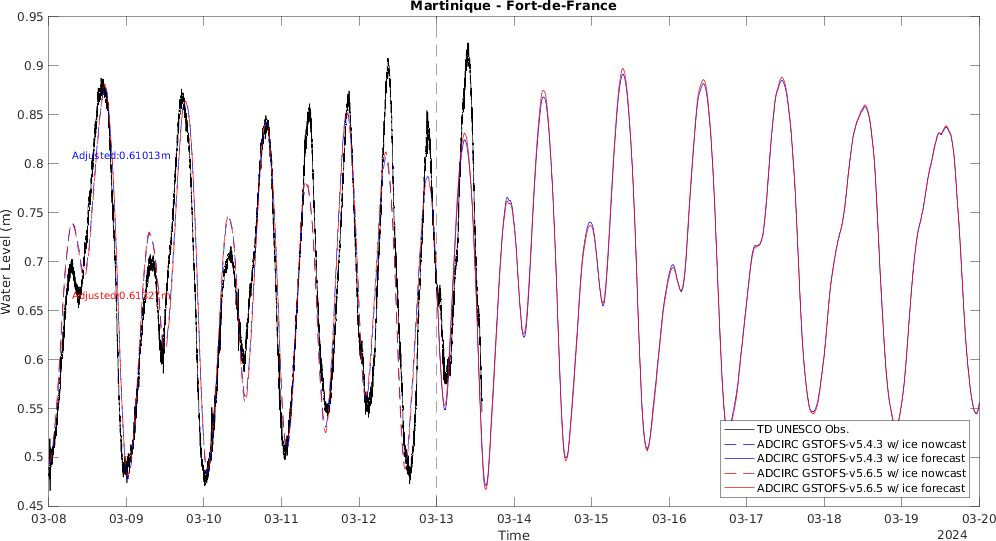 Martinique - Fort-de-France
0.95
0.9
0.85
0.8
0.75
0.7
0.65
0.6
0.55
0.5
0.45
Water Level (m)
Adjusted:0.61013m
TD UNESCO Obs.
ADCIRC GSTOFS-v5.4.3 w/ ice nowcast
ADCIRC GSTOFS-v5.4.3 w/ ice forecast
ADCIRC GSTOFS-v5.6.5 w/ ice nowcast
ADCIRC GSTOFS-v5.6.5 w/ ice forecast
03-08 03-09 03-10 03-11 03-12 03-13 03-14 03-15 03-16 03-17 03-18 03-19 03-20
Time
2024